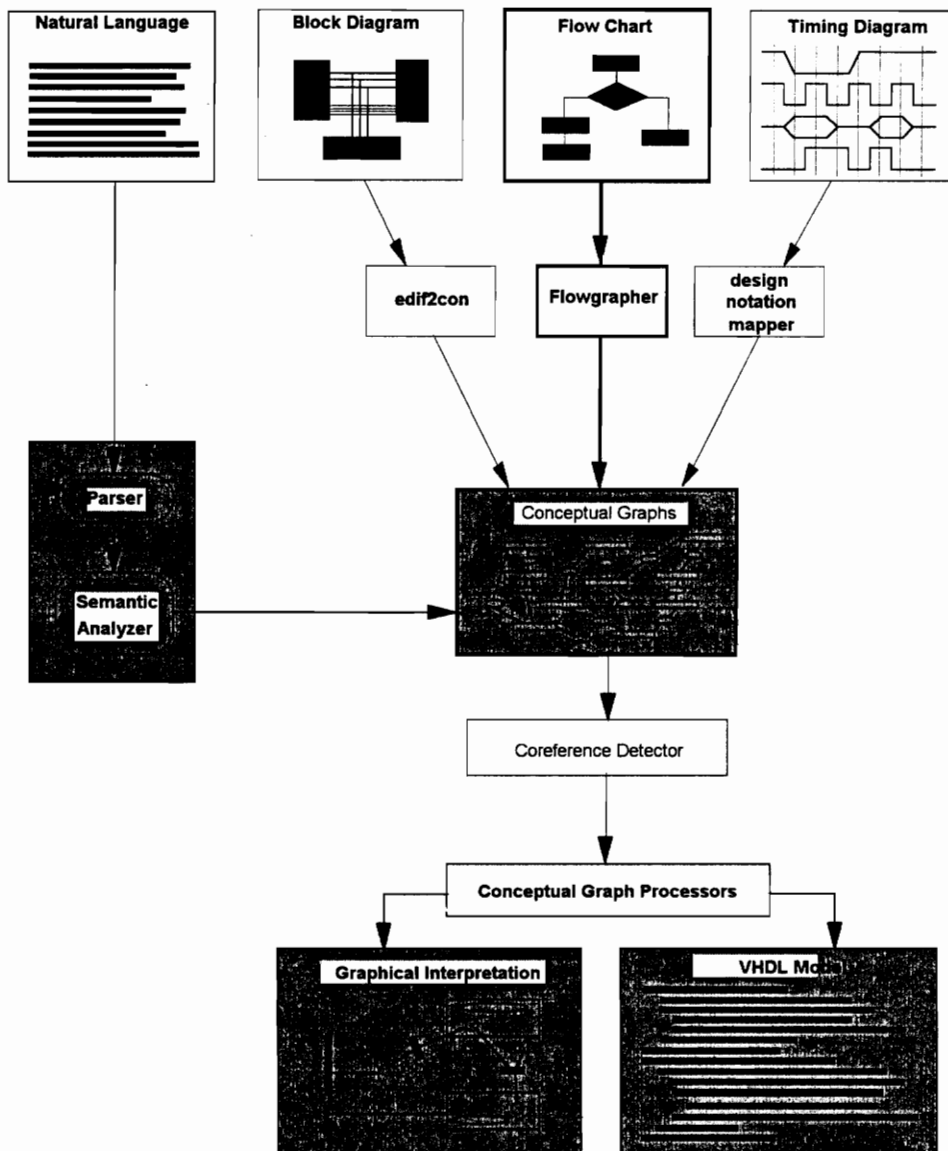 Natural Language
Block Diagram
Flow Chart
Timing Diagram
edif2con
Flowgrapher
design
notation
mapper
Parser
Conceptual Graphs
Semantic
Analyzer
Coreference Detector
Conceptual Graph Processors
Graphical Interpretation
VHDL Model